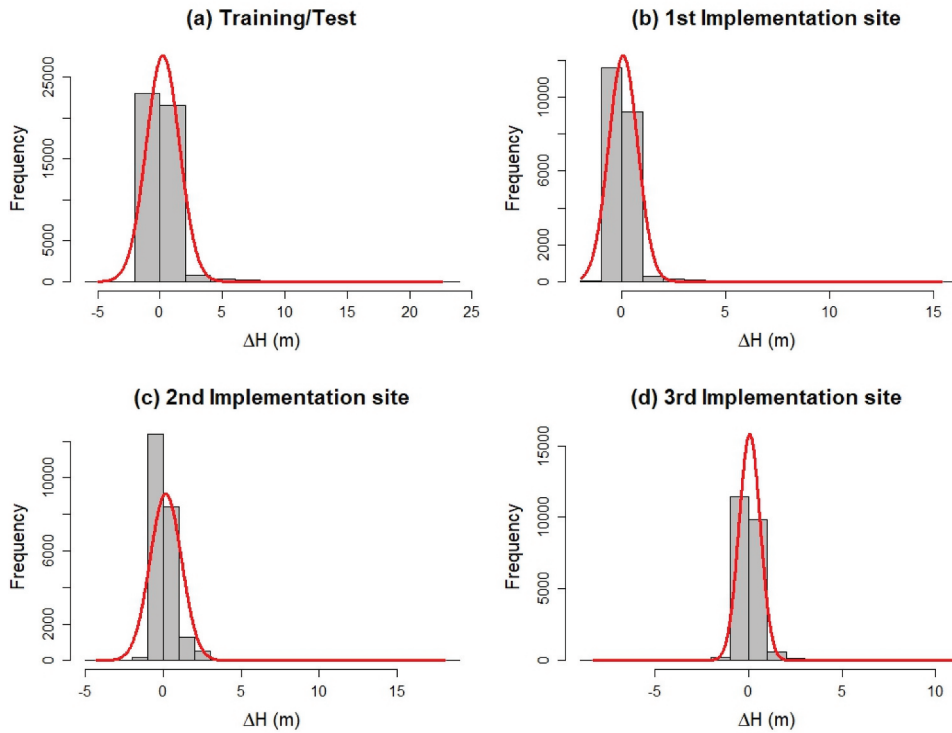 (a) Training/Test
Frequency
0 5000 15000 25000
-5 0 5 10 15 20 25
ΔH (m)
(b) 1st Implementation site
Frequency
0 2000 6000 10000
0 5 10 15
ΔH (m)
(c) 2nd Implementation site
Frequency
0 2000 6000 10000
-5 0 5 10 15
ΔH (m)
(d) 3rd Implementation site
Frequency
0 5000 10000 15000
-5 0 5 10
ΔH (m)